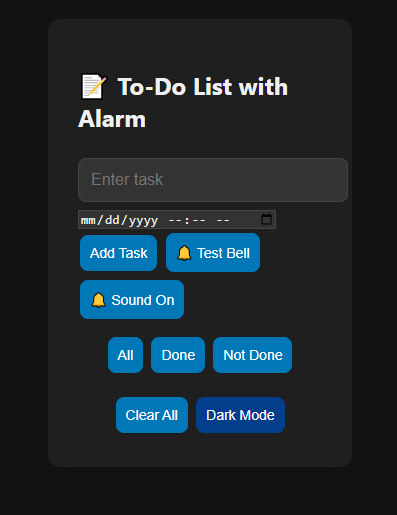 📝 To-Do List with
Alarm
Enter task
mm/dd/yyyy --:-- --
Add Task 🔔 Test Bell
🔔 Sound On
All Done Not Done
Clear All Dark Mode